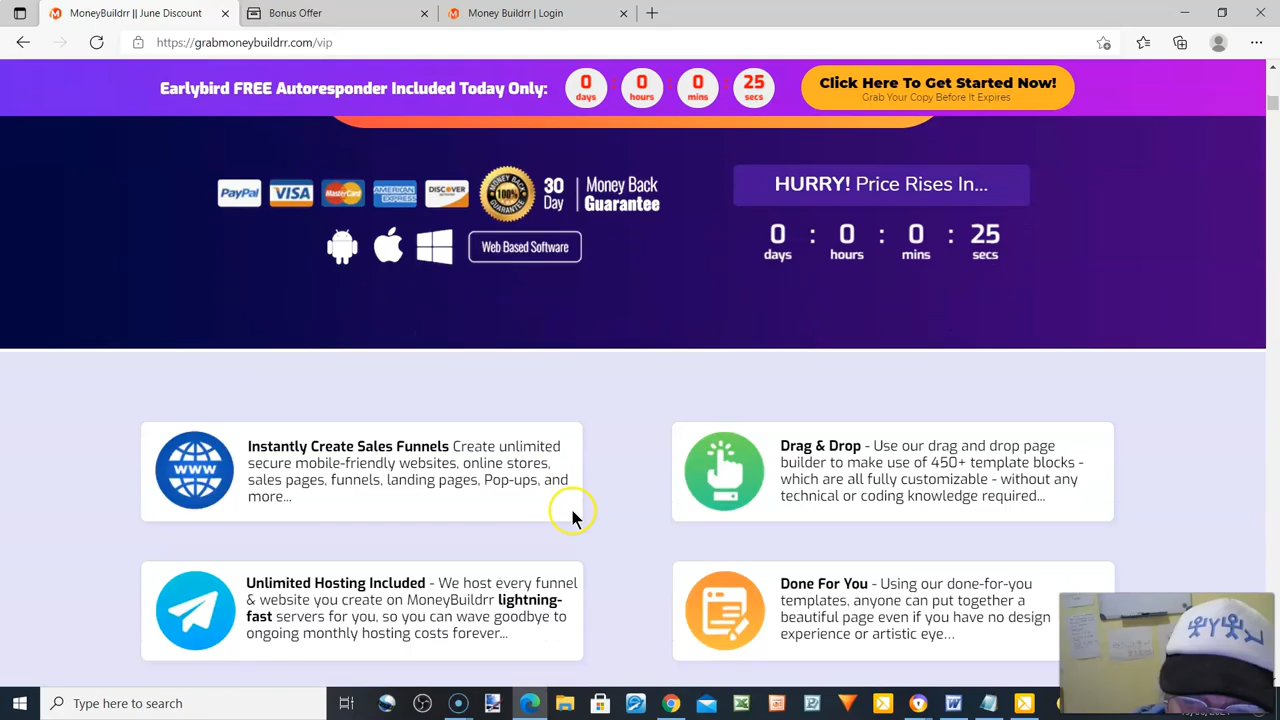 MoneyBuildrr || June Discount
Bonus Offer
Money Buildrr | Login
https://grabmoneybuildrr.com/vip
Earlybird FREE Autoresponder Included Today Only:
0 days
0 hours
0 mins
25 secs
Click Here To Get Started Now!
Grab Your Copy Before It Expires
PayPal
VISA
MasterCard
AMERICAN EXPRESS
DISCOVER
MONEY BACK
100%
GUARANTEE
30 Day
Money Back
Guarantee
Web Based Software
HURRY! Price Rises In...
0 : 0 : 0 : 25
days hours mins secs
WWW
Instantly Create Sales Funnels Create unlimited
secure mobile-friendly websites, online stores,
sales pages, funnels, landing pages, Pop-ups, and
more...
Drag & Drop - Use our drag and drop page
builder to make use of 450+ template blocks -
which are all fully customizable - without any
technical or coding knowledge required...
Unlimited Hosting Included - We host every funnel
& website you create on MoneyBuildrr lightning-
fast servers for you, so you can wave goodbye to
ongoing monthly hosting costs forever...
Done For You - Using our done-for-you
templates, anyone can put together a
beautiful page even if you have no design
experience or artistic eye...
Type here to search